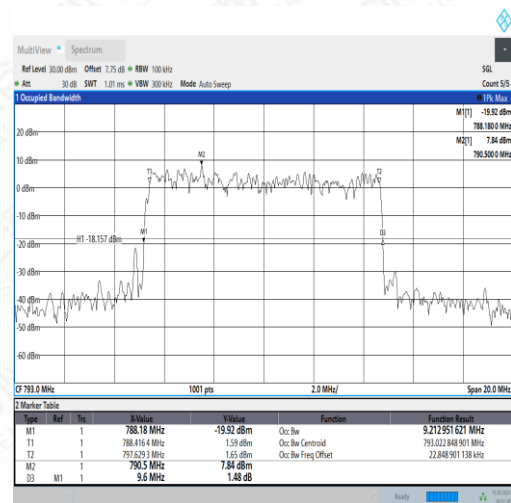 MultiView Spectrum
Ref Level 30.00 dBm Offset 7.75 dB RBW 100 kHz SGL
Att 30 dB SWT 1.01 ms VBW 300 kHz Mode Auto Sweep Count 5/5
1 Occupied Bandwidth 1Pk Max
M1[1] -19.92 dBm
788.180 0 MHz
M2[1] 7.84 dBm
790.500 0 MHz
20 dBm
M2
10 dBm
T1 T2
0 dBm
-10 dBm
H1 -18.157 dBm M1 D3
-20 dBm
-30 dBm
-40 dBm
-50 dBm
-60 dBm
CF 793.0 MHz 1001 pts 2.0 MHz/ Span 20.0 MHz
2 Marker Table
Type Ref Trc X-Value Y-Value Function Function Result
M1 1 788.18 MHz -19.92 dBm Occ Bw 9.212 951 621 MHz
T1 1 788.416 4 MHz 1.59 dBm Occ Bw Centroid 793.022 848 901 MHz
T2 1 797.629 3 MHz 1.65 dBm Occ Bw Freq Offset 22.848 901 138 kHz
M2 1 790.5 MHz 7.84 dBm
D3 M1 1 9.6 MHz 1.48 dB
Ready